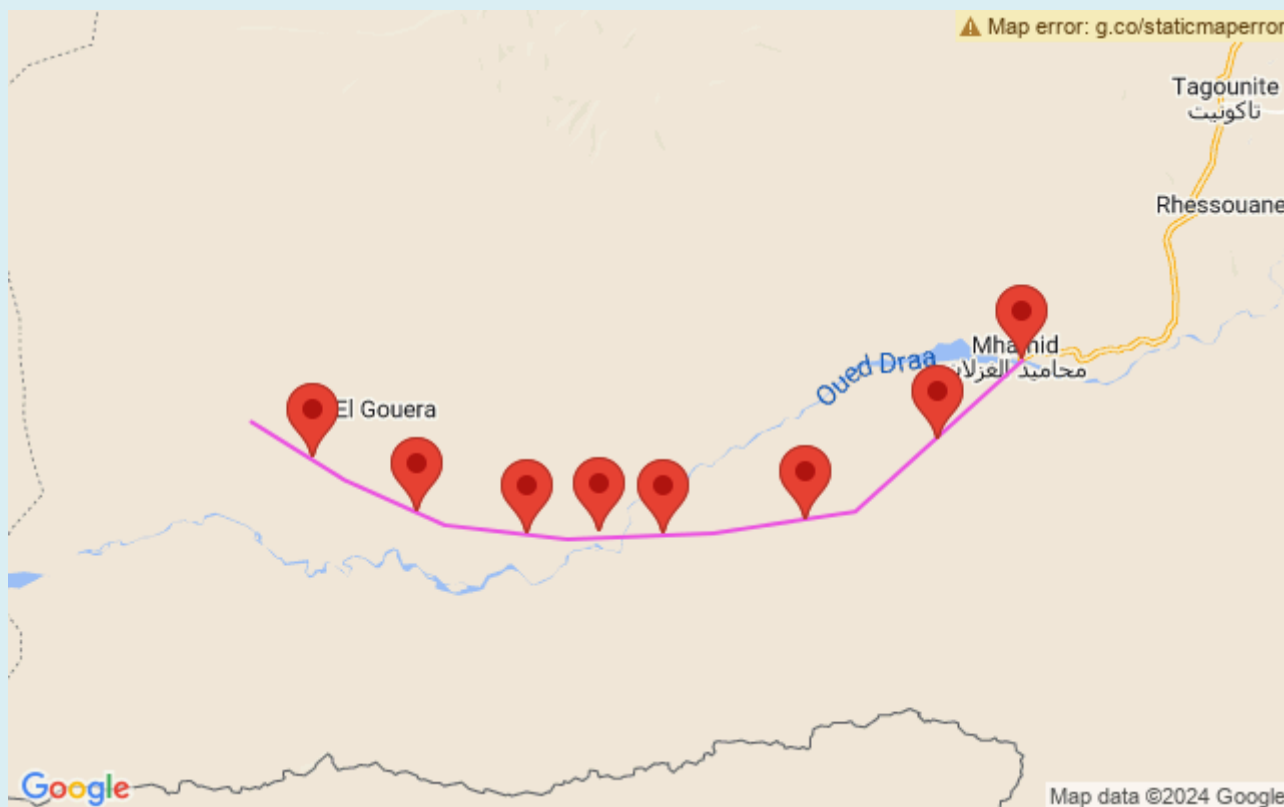 Map error: g.co/staticmaperror
Tagounite
تاكونيت
Rhessouane
Mhamid
محاميد الغزلان
Oued Draa
El Gouera
Google
Map data ©2024 Google